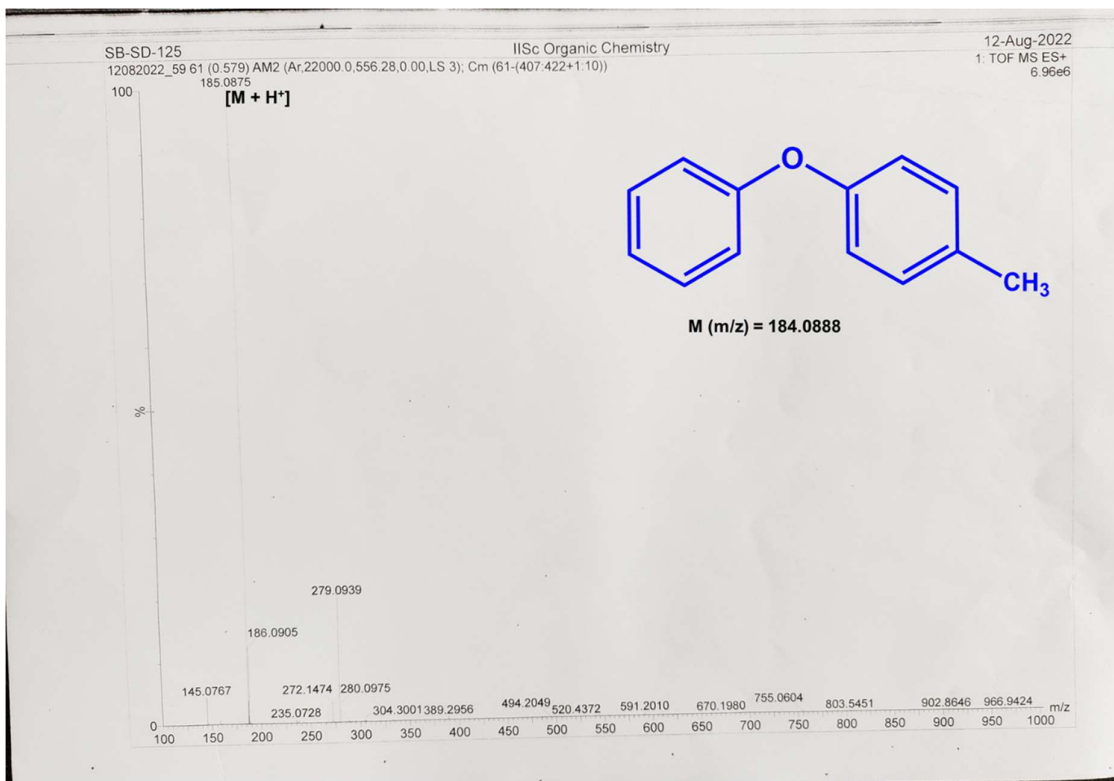 SB-SD-125
IISc Organic Chemistry
12-Aug-2022
12082022_59 61 (0.579) AM2 (Ar,22000.0,556.28,0.00,LS 3); Cm (61-(407:422+1:10))
1: TOF MS ES+
6.96e6
185.0875
100
[M + H⁺]
O
CH₃
M (m/z) = 184.0888
%
279.0939
186.0905
145.0767
272.1474
280.0975
235.0728
304.3001
389.2956
494.2049
520.4372
591.2010
670.1980
755.0604
803.5451
902.8646
966.9424
m/z
0
100 150 200 250 300 350 400 450 500 550 600 650 700 750 800 850 900 950 1000